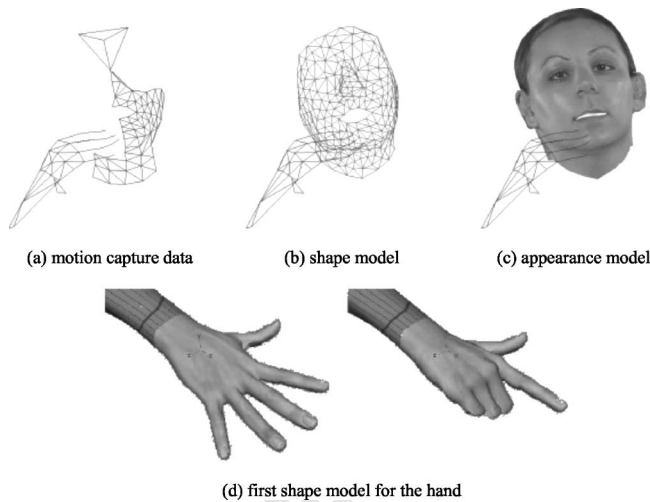 (a) motion capture data
(b) shape model
(c) appearance model
(d) first shape model for the hand